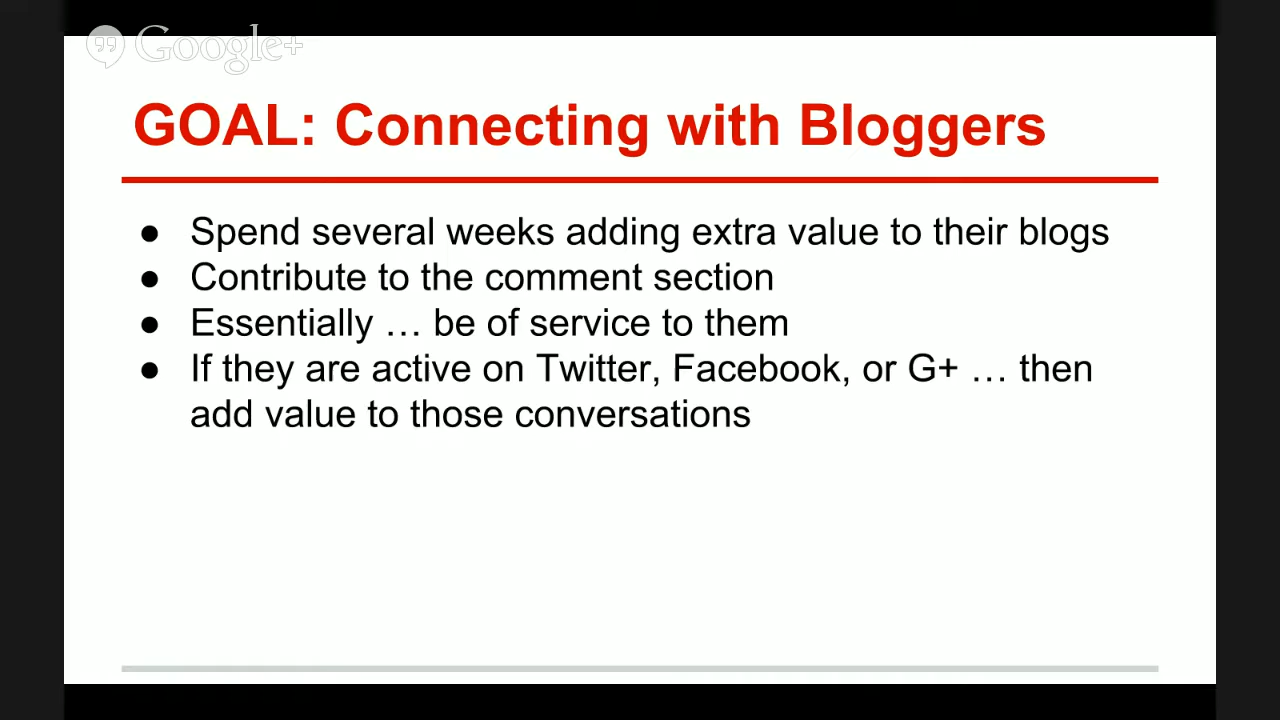 Google+
GOAL: Connecting with Bloggers
● Spend several weeks adding extra value to their blogs
● Contribute to the comment section
● Essentially … be of service to them
● If they are active on Twitter, Facebook, or G+ … then
add value to those conversations